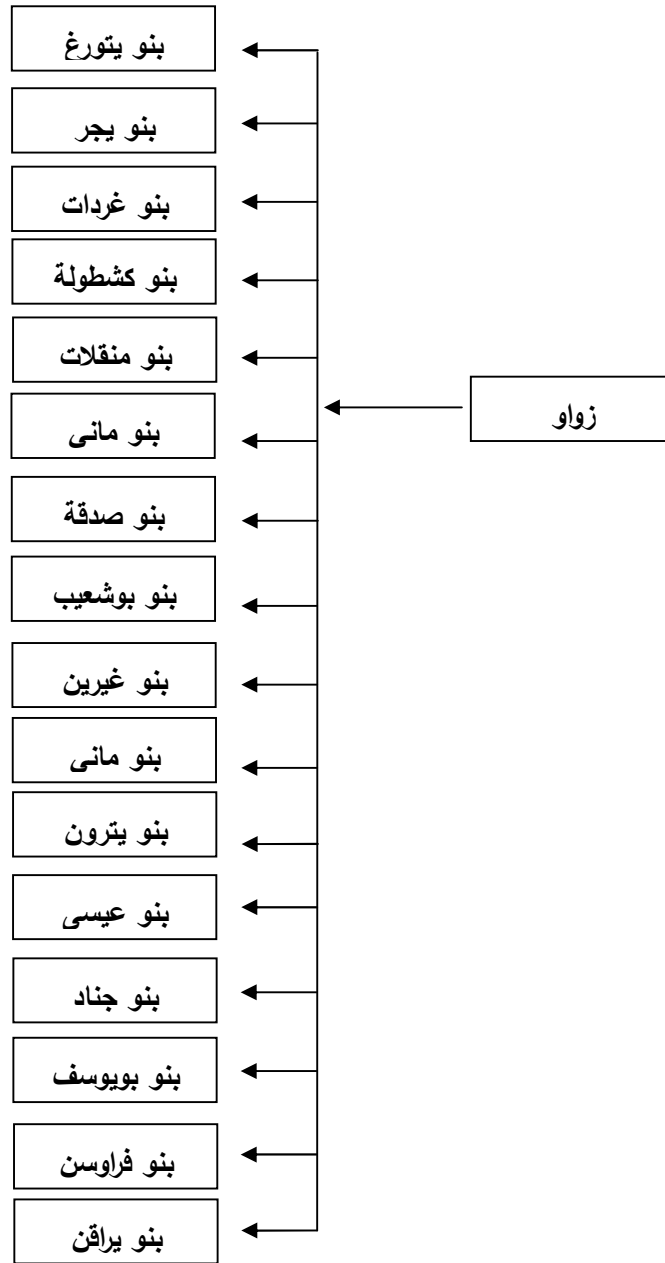 زواو
بنو يتورغ
بنو يجر
بنو غردات
بنو كشطولة
بنو منقلات
بنو مانى
بنو صدقة
بنو بوشعيب
بنو غيرين
بنو مانى
بنو يترون
بنو عيسى
بنو جناد
بنو بويوسف
بنو فراوسن
بنو يراقن